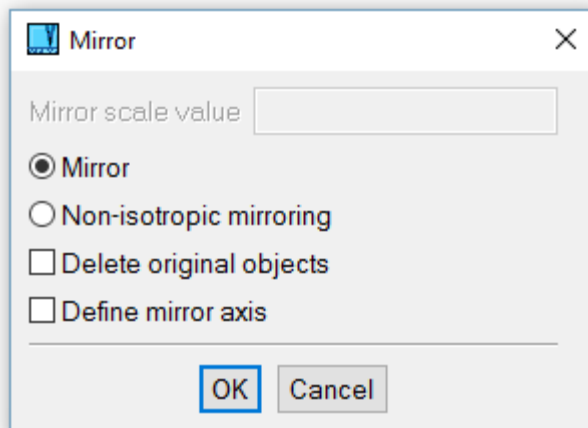 Mirror
Mirror scale value
Mirror
Non-isotropic mirroring
Delete original objects
Define mirror axis
OK Cancel